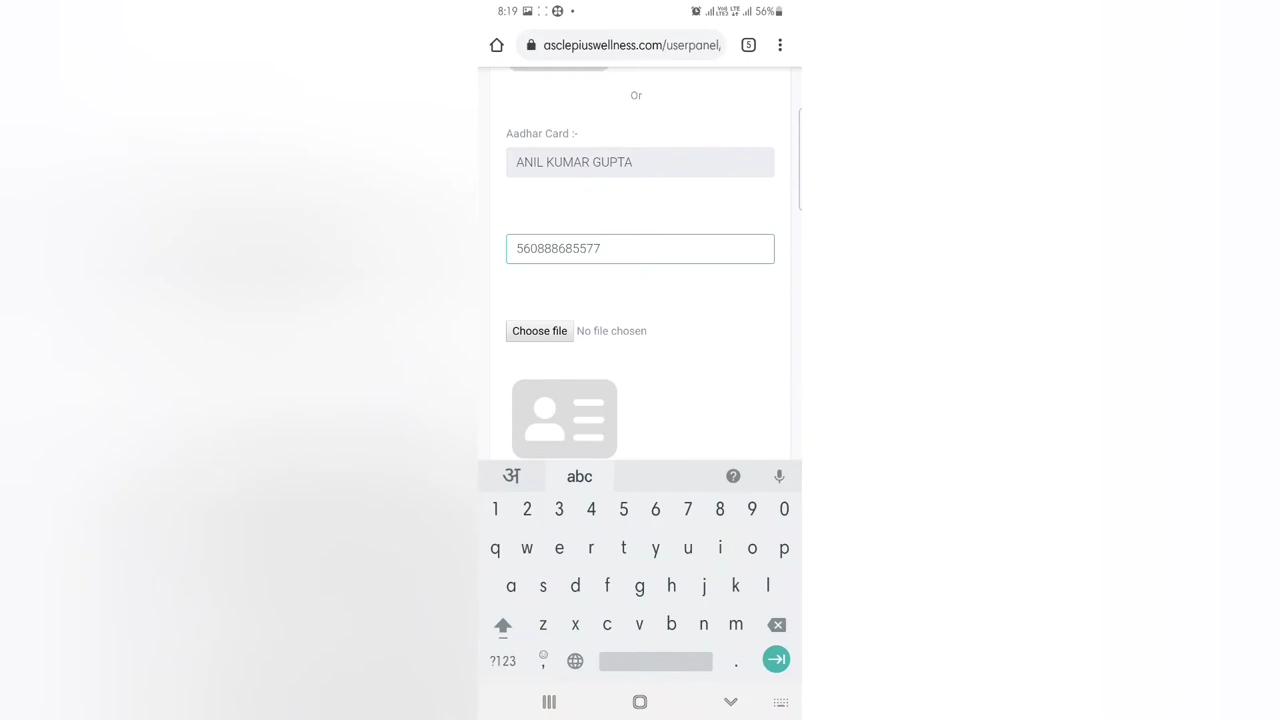 8:19 56%
asclepiuswellness.com/userpanel, 5
Or
Aadhar Card :-
ANIL KUMAR GUPTA
560888685577
Choose file No file chosen
अ abc
1 2 3 4 5 6 7 8 9 0
q w e r t y u i o p
a s d f g h j k l
z x c v b n m
?123 , .